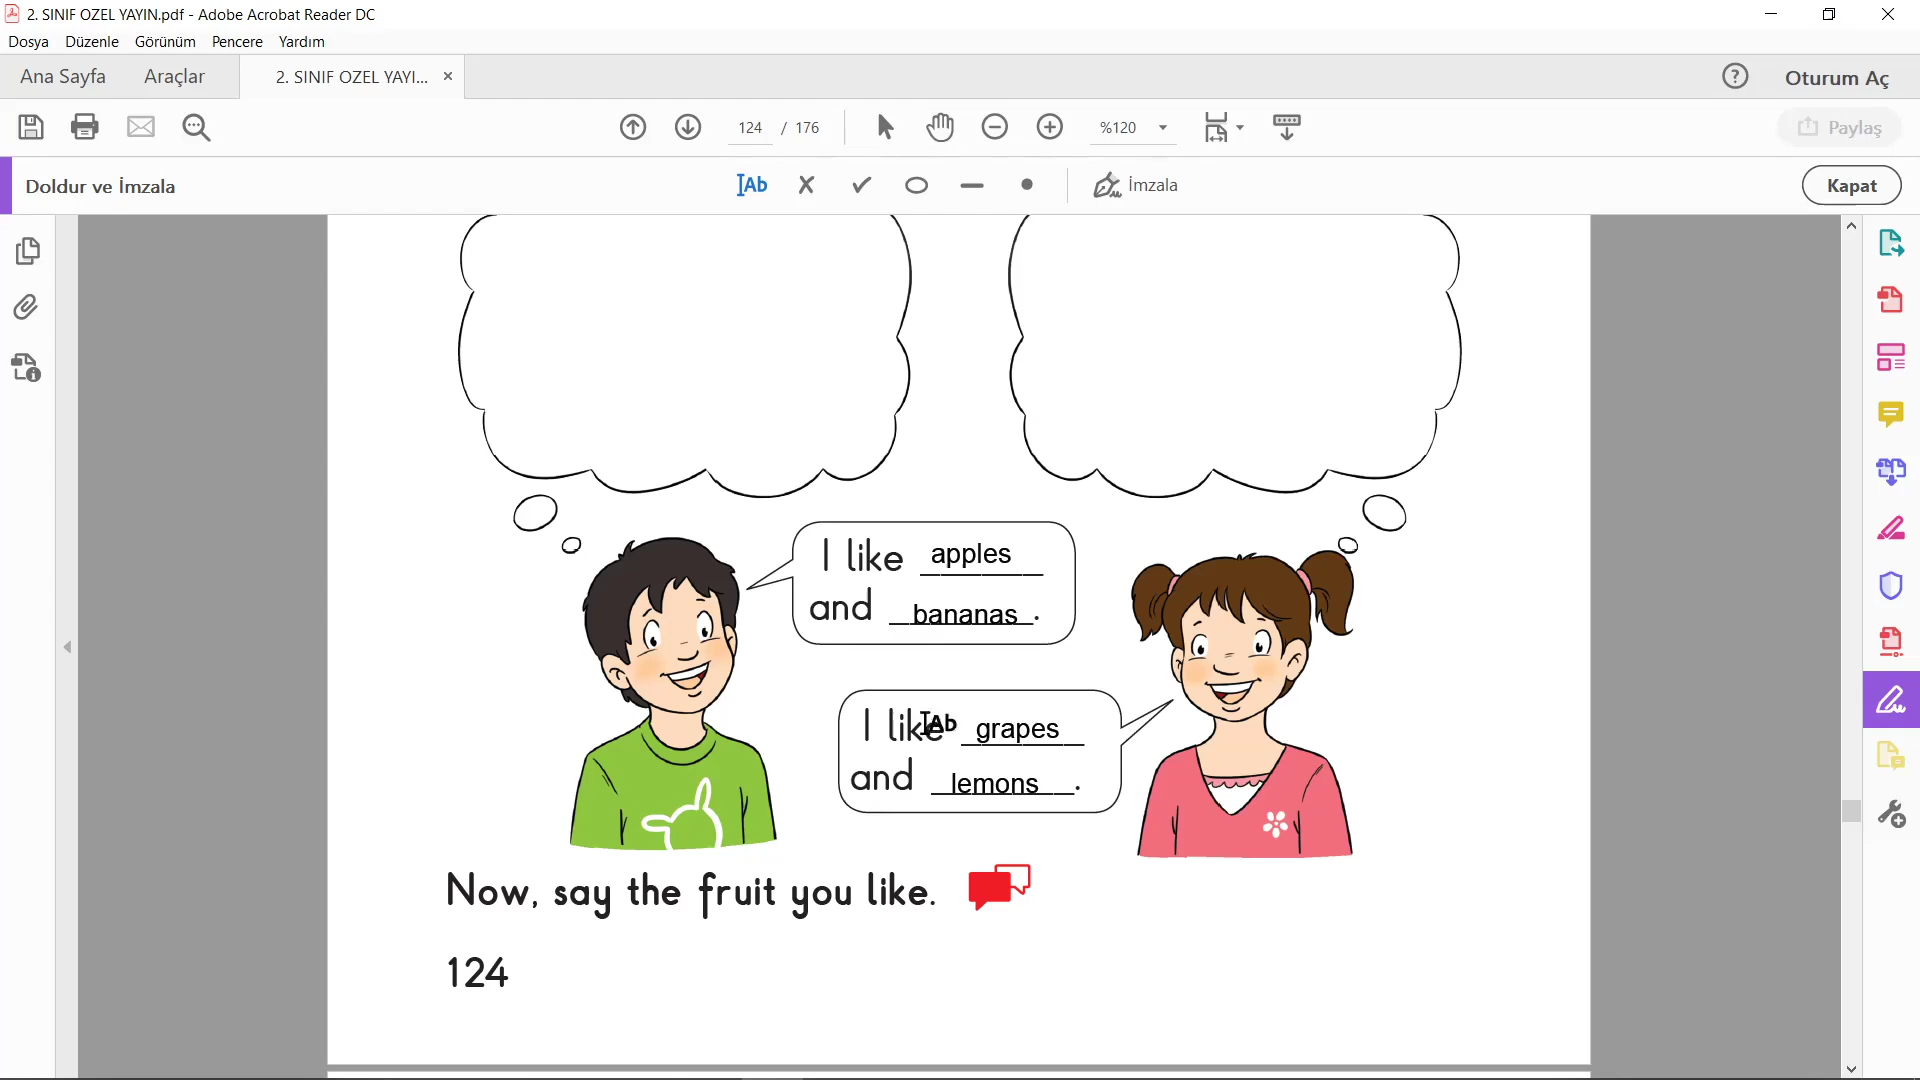 2. SINIF OZEL YAYIN.pdf - Adobe Acrobat Reader DC
Dosya Düzenle Görünüm Pencere Yardım
Ana Sayfa Araçlar 2. SINIF OZEL YAYI... × Oturum Aç
124 / 176 %120 Paylaş
Doldur ve İmzala Ab İmzala Kapat
I like apples
and bananas.
I like Ab grapes
and lemons.
Now, say the fruit you like.
124